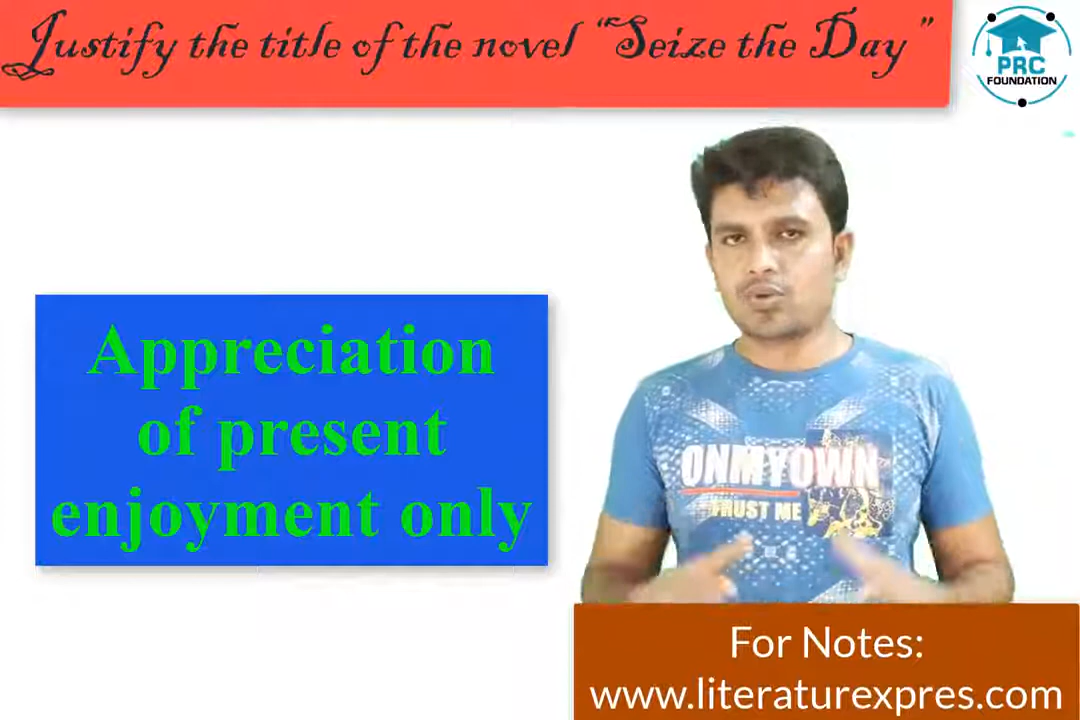 Justify the title of the novel “Seize the Day”
PRC
FOUNDATION
Appreciation
of present
enjoyment only
ONMYOWN
TRUST ME
For Notes:
www.literaturexpres.com